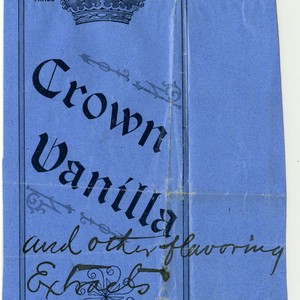 Crown
Vanilla
and other flavoring
Extracts